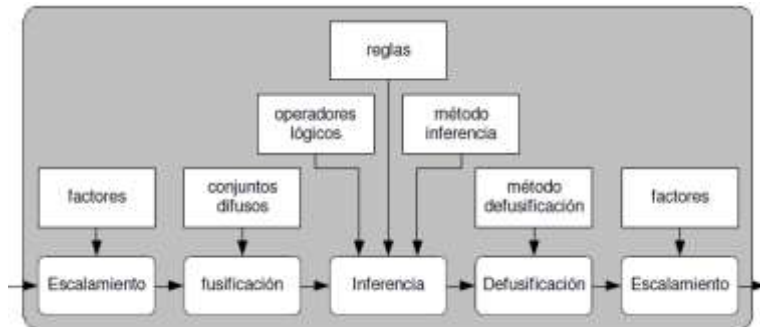 reglas
operadores
lógicos
método
inferencia
factores
conjuntos
difusos
método
defusificación
factores
Escalamiento
fusificación
Inferencia
Defusificación
Escalamiento